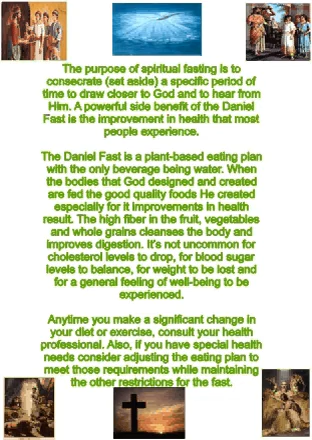 The purpose of spiritual fasting is to
consecrate (set aside) a specific period of
time to draw closer to God and to hear from
Him. A powerful side benefit of the Daniel
Fast is the improvement in health that most
people experience.
The Daniel Fast is a plant-based eating plan
with the only beverage being water. When
the bodies that God designed and created
are fed the good quality foods He created
especially for it improvements in health
result. The high fiber in the fruit, vegetables
and whole grains cleanses the body and
improves digestion. It's not uncommon for
cholesterol levels to drop, for blood sugar
levels to balance, for weight to be lost and
for a general feeling of well-being to be
experienced.
Anytime you make a significant change in
your diet or exercise, consult your health
professional. Also, if you have special health
needs consider adjusting the eating plan to
meet those requirements while maintaining
the other restrictions for the fast.